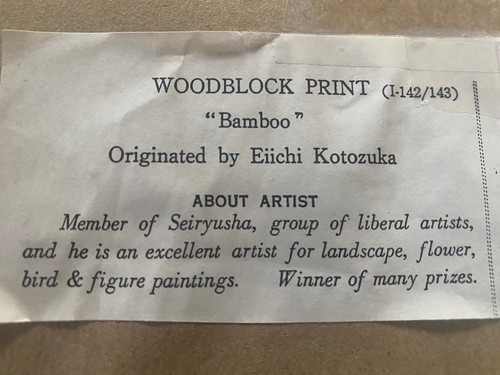 WOODBLOCK PRINT (I-142/143)
"Bamboo"
Originated by Eiichi Kotozuka
ABOUT ARTIST
Member of Seiryusha, group of liberal artists,
and he is an excellent artist for landscape, flower,
bird & figure paintings. Winner of many prizes.